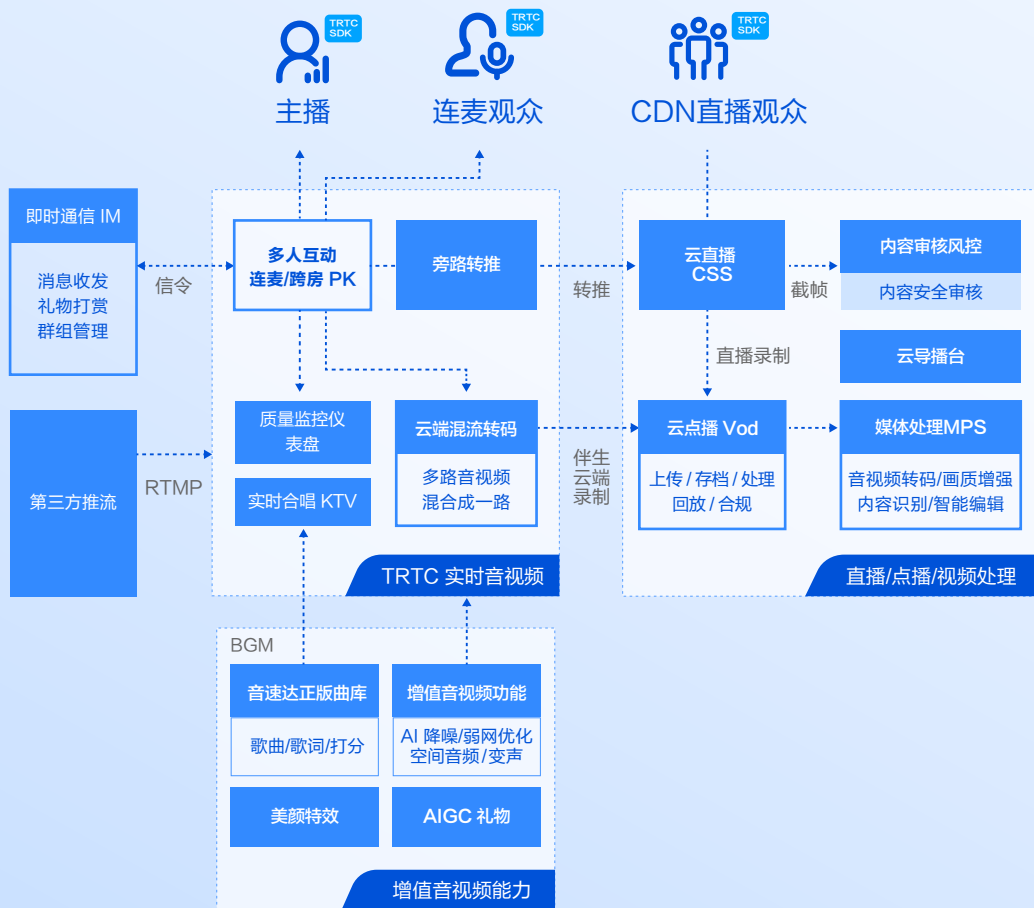 TRTC
SDK
TRTC
SDK
TRTC
SDK
主播
连麦观众
CDN直播观众
即时通信 IM
消息收发
礼物打赏
群组管理
信令
多人互动
连麦/跨房 PK
旁路转推
转推
云直播
CSS
截帧
内容审核风控
内容安全审核
直播录制
云导播台
第三方推流
RTMP
质量监控仪
表盘
实时合唱 KTV
云端混流转码
多路音视频
混合成一路
伴生
云端
录制
云点播 Vod
上传 / 存档 / 处理
回放 / 合规
媒体处理MPS
音视频转码/画质增强
内容识别/智能编辑
TRTC 实时音视频
直播/点播/视频处理
BGM
音速达正版曲库
歌曲/歌词/打分
增值音视频功能
AI 降噪/弱网优化
空间音频 / 变声
美颜特效
AIGC 礼物
增值音视频能力